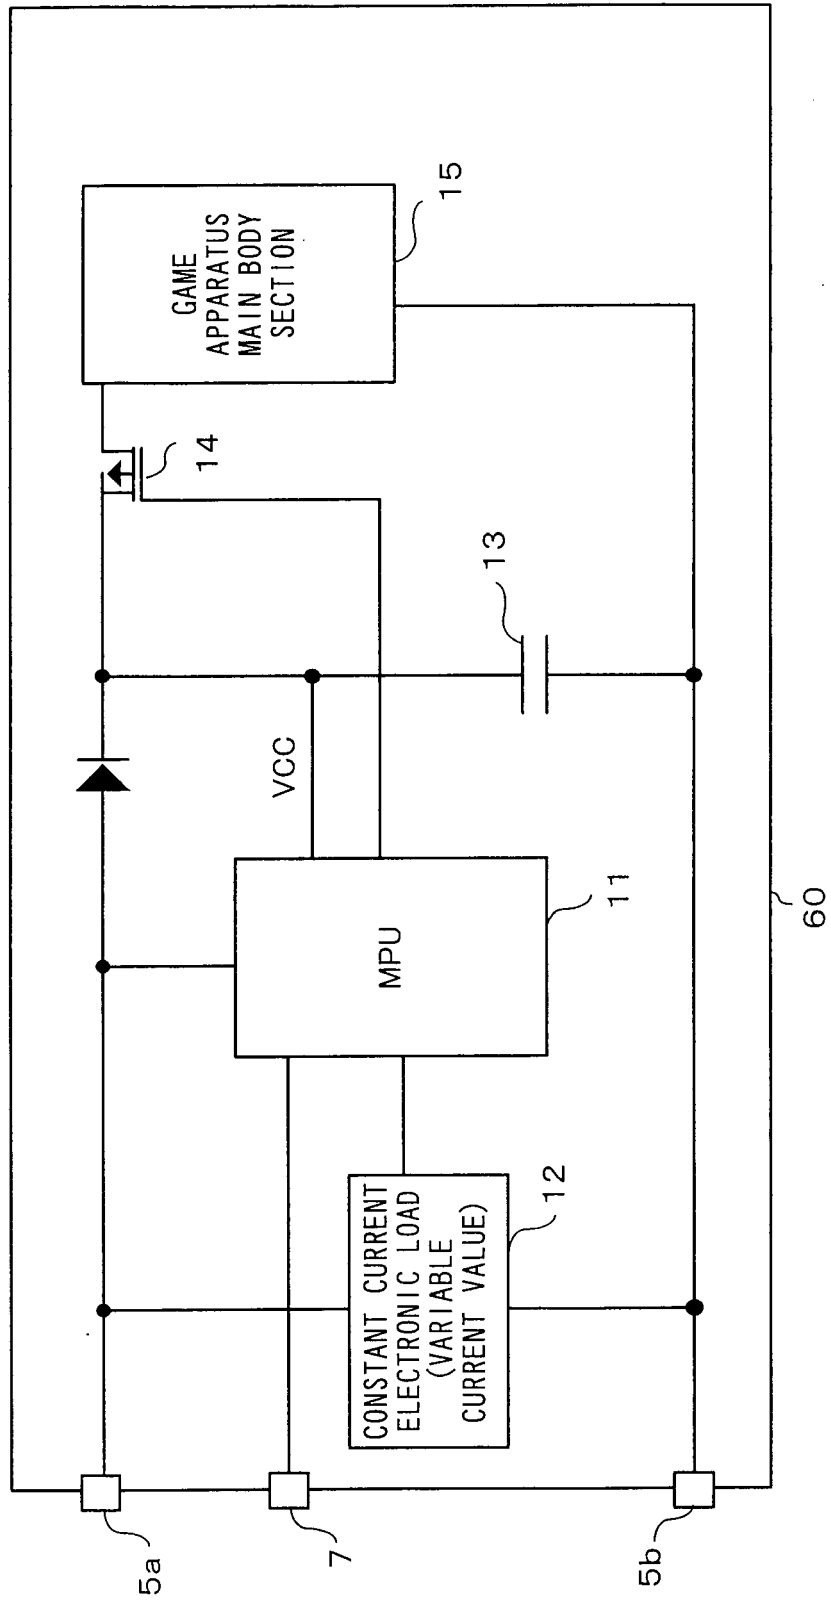 5a
7
5b
CONSTANT CURRENT
ELECTRONIC LOAD
(VARIABLE
CURRENT VALUE)
12
MPU
11
VCC
13
14
GAME
APPARATUS
MAIN BODY
SECTION
15
60